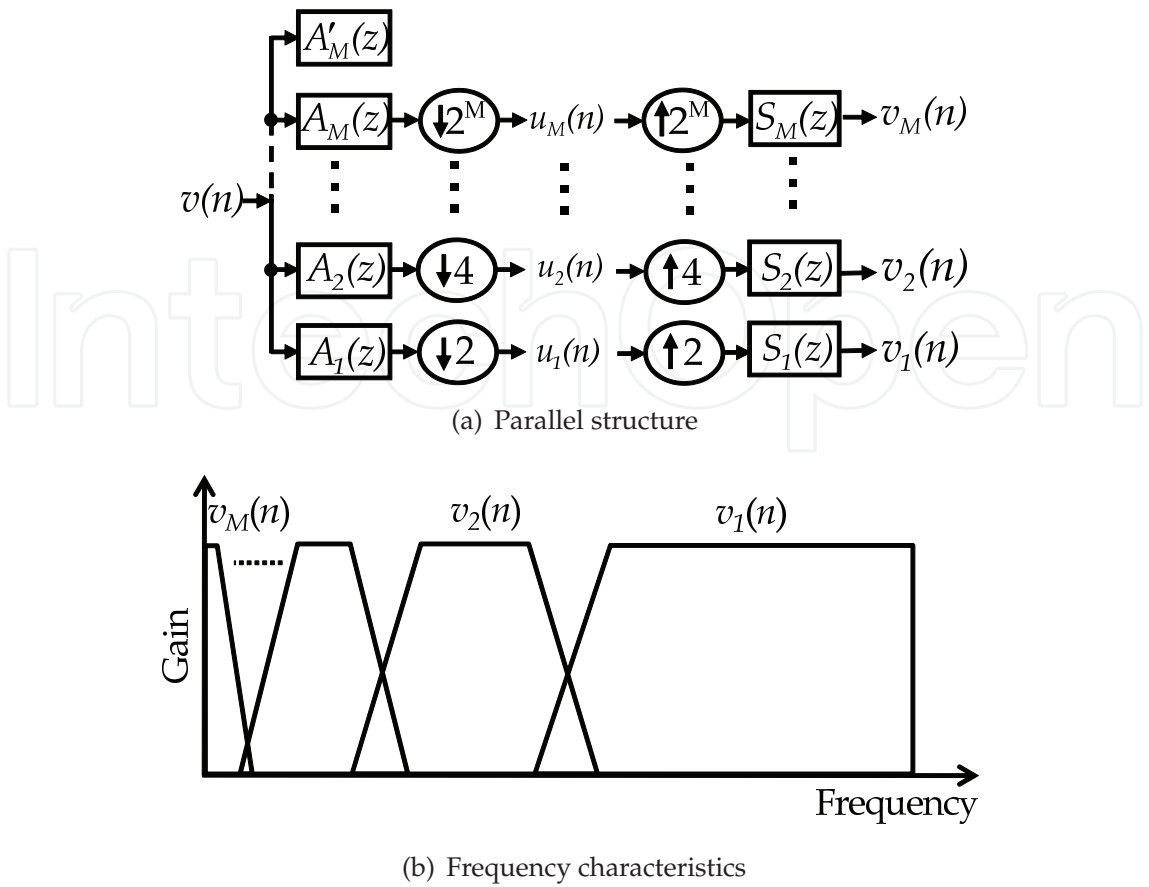 A′M(z)
AM(z) ↓2M uM(n) ↑2M SM(z) vM(n)
v(n)
A2(z) ↓4 u2(n) ↑4 S2(z) v2(n)
A1(z) ↓2 u1(n) ↑2 S1(z) v1(n)
IntechOpen
(a) Parallel structure
vM(n) v2(n) v1(n)
Gain
Frequency
(b) Frequency characteristics